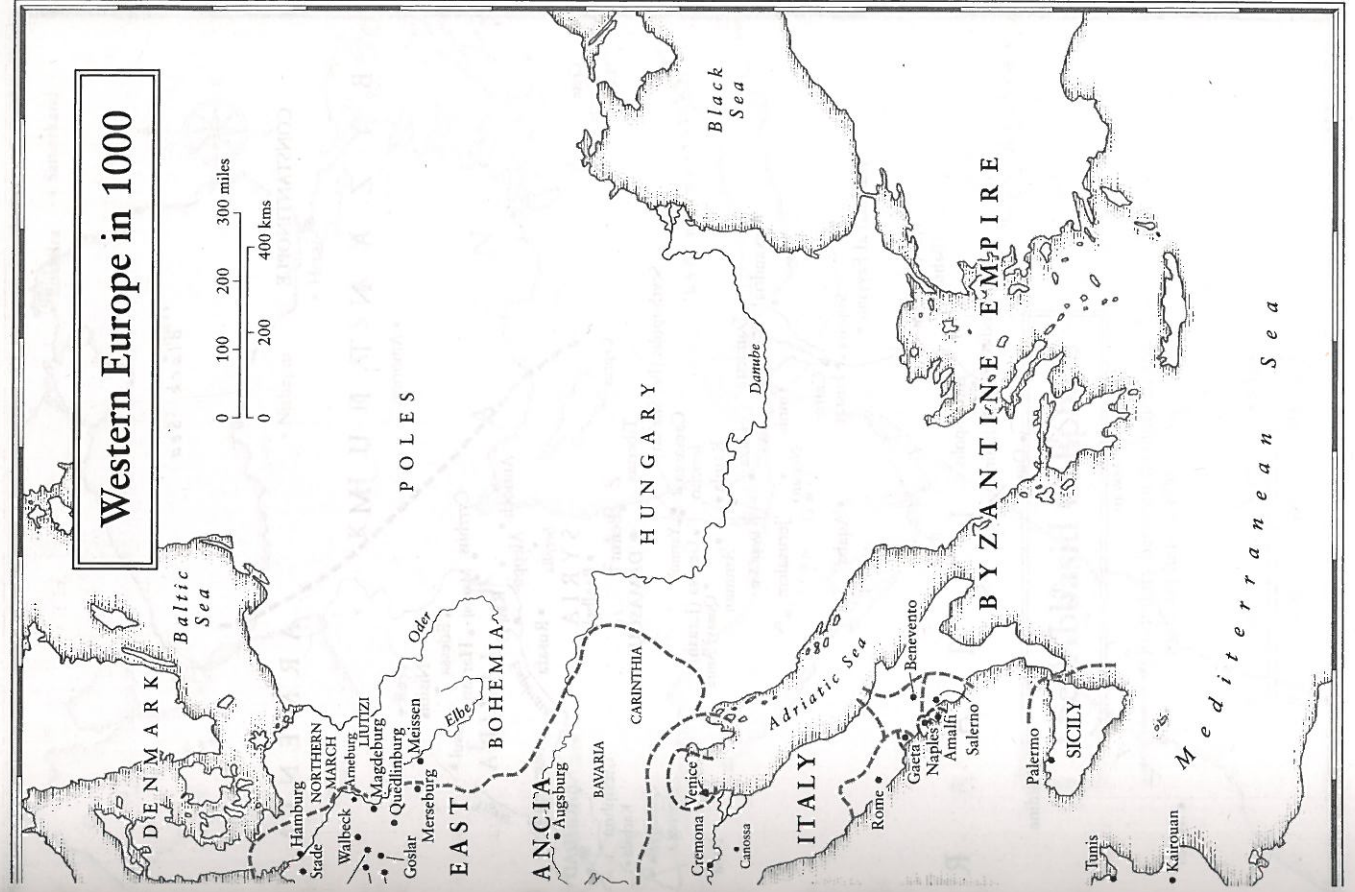 Western Europe in 1000
0 100 200 300 miles
0 200 400 kms
Baltic
Sea
DENMARK
Hamburg
Stade
NORTHERN
MARCH
Arneburg
LIUTIZI
Walbeck
Magdeburg
Quedlinburg
Goslar
Merseburg
Meissen
Oder
Elbe
POLES
BOHEMIA
EAST
ANCIA
Augsburg
BAVARIA
CARINTHIA
HUNGARY
Danube
Black
Sea
Venice
Cremona
Canossa
Adriatic Sea
ITALY
Rome
Benevento
Gaeta
Naples
Amalfi
Salerno
BYZANTINE EMPIRE
Palermo
SICILY
Mediterranean Sea
Tunis
Kairouan